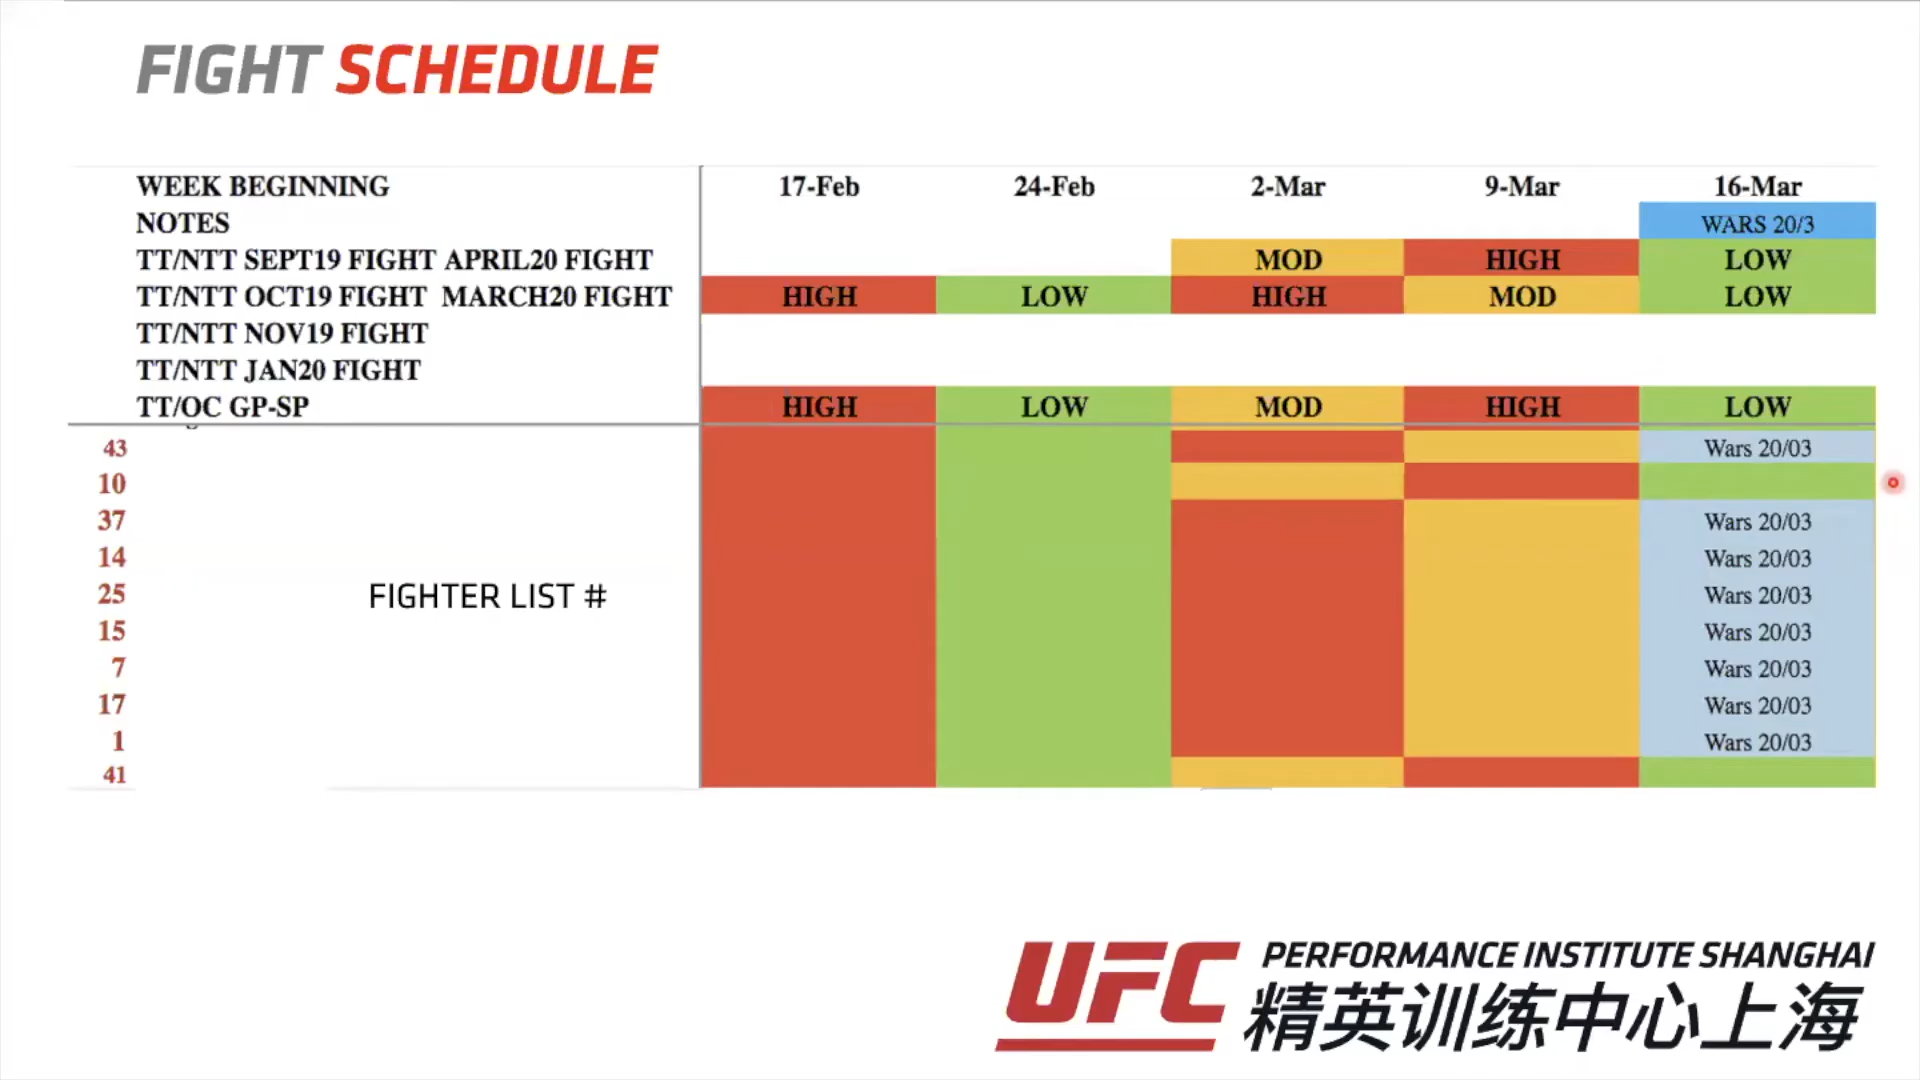 FIGHT SCHEDULE
WEEK BEGINNING 17-Feb 24-Feb 2-Mar 9-Mar 16-Mar
NOTES WARS 20/3
TT/NTT SEPT19 FIGHT APRIL20 FIGHT MOD HIGH LOW
TT/NTT OCT19 FIGHT MARCH20 FIGHT HIGH LOW HIGH MOD LOW
TT/NTT NOV19 FIGHT
TT/NTT JAN20 FIGHT
TT/OC GP-SP HIGH LOW MOD HIGH LOW
43 Wars 20/03
10
37 Wars 20/03
14 Wars 20/03
25 FIGHTER LIST # Wars 20/03
15 Wars 20/03
7 Wars 20/03
17 Wars 20/03
1 Wars 20/03
41
UFC PERFORMANCE INSTITUTE SHANGHAI
精英训练中心上海